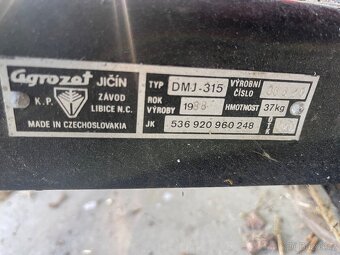 agrozet JIČÍN
K.P. ZÁVOD
LIBICE N.C.
MADE IN CZECHOSLOVAKIA
TYP DMJ-315 VÝROBNÍ ČÍSLO
ROK VÝROBY 1988 HMOTNOST 37kg
JK 536 920 960 248